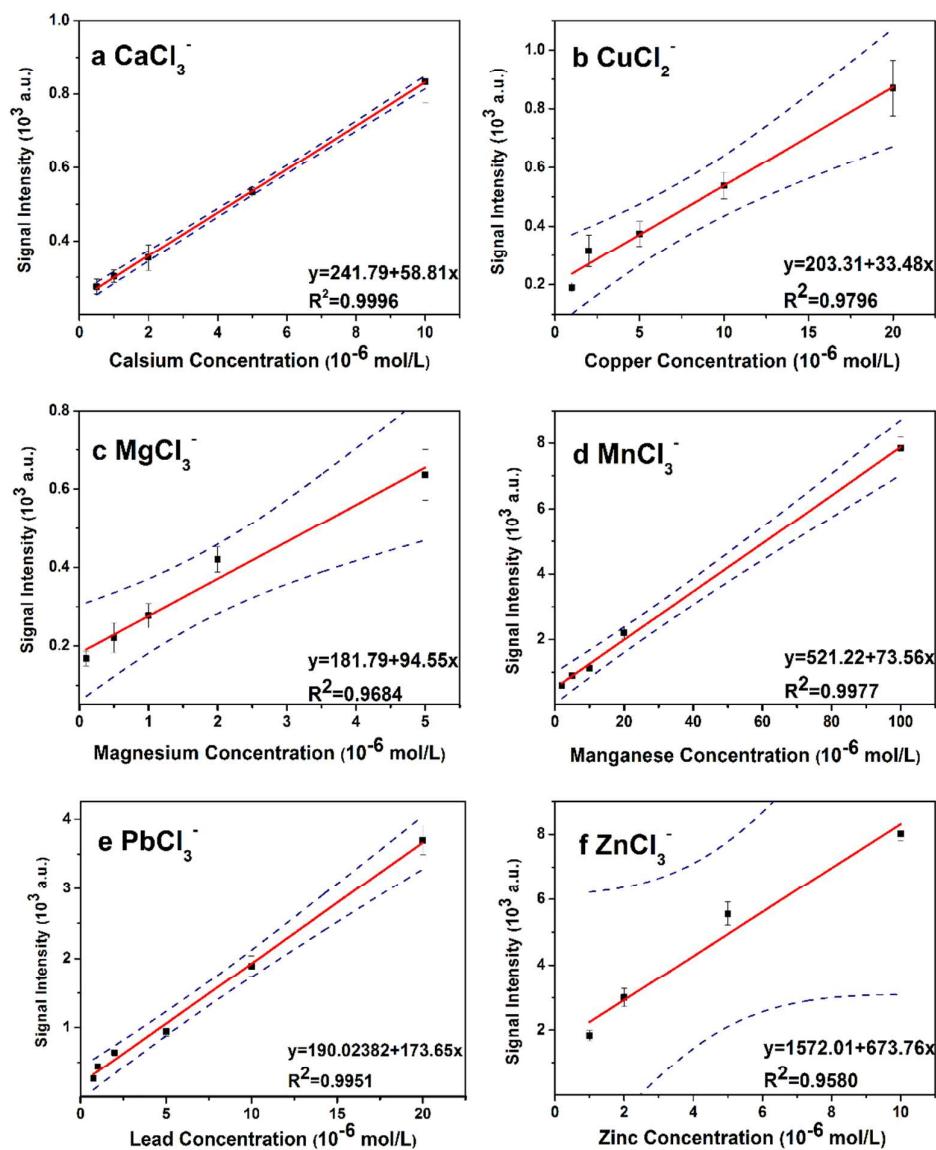 a CaCl3-
Signal Intensity (10^3 a.u.)
1.0
0.8
0.6
0.4
y=241.79+58.81x
R^2=0.9996
0 2 4 6 8 10
Calsium Concentration (10^-6 mol/L)
b CuCl2-
Signal Intensity (10^3 a.u.)
1.0
0.8
0.6
0.4
0.2
y=203.31+33.48x
R^2=0.9796
0 5 10 15 20
Copper Concentration (10^-6 mol/L)
c MgCl3-
Signal Intensity (10^3 a.u.)
0.8
0.6
0.4
0.2
y=181.79+94.55x
R^2=0.9684
0 1 2 3 4 5
Magnesium Concentration (10^-6 mol/L)
d MnCl3-
Signal Intensity (10^3 a.u.)
8
6
4
2
y=521.22+73.56x
R^2=0.9977
0 20 40 60 80 100
Manganese Concentration (10^-6 mol/L)
e PbCl3-
Signal Intensity (10^3 a.u.)
4
3
2
1
y=190.02382+173.65x
R^2=0.9951
0 5 10 15 20
Lead Concentration (10^-6 mol/L)
f ZnCl3-
Signal Intensity (10^3 a.u.)
8
6
4
2
y=1572.01+673.76x
R^2=0.9580
0 2 4 6 8 10
Zinc Concentration (10^-6 mol/L)